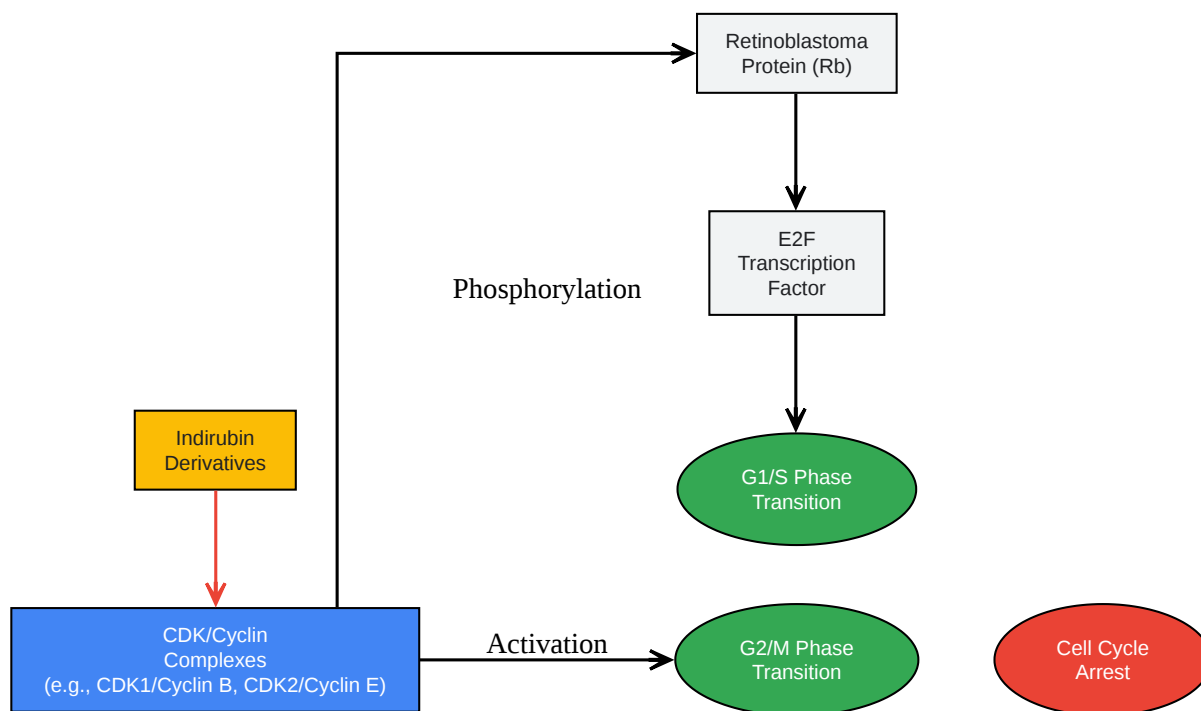 Retinoblastoma
Protein (Rb)
E2F
Transcription
Factor
Phosphorylation
Indirubin
Derivatives
G1/S Phase
Transition
CDK/Cyclin
Complexes
(e.g., CDK1/Cyclin B, CDK2/Cyclin E)
Activation
G2/M Phase
Transition
Cell Cycle
Arrest